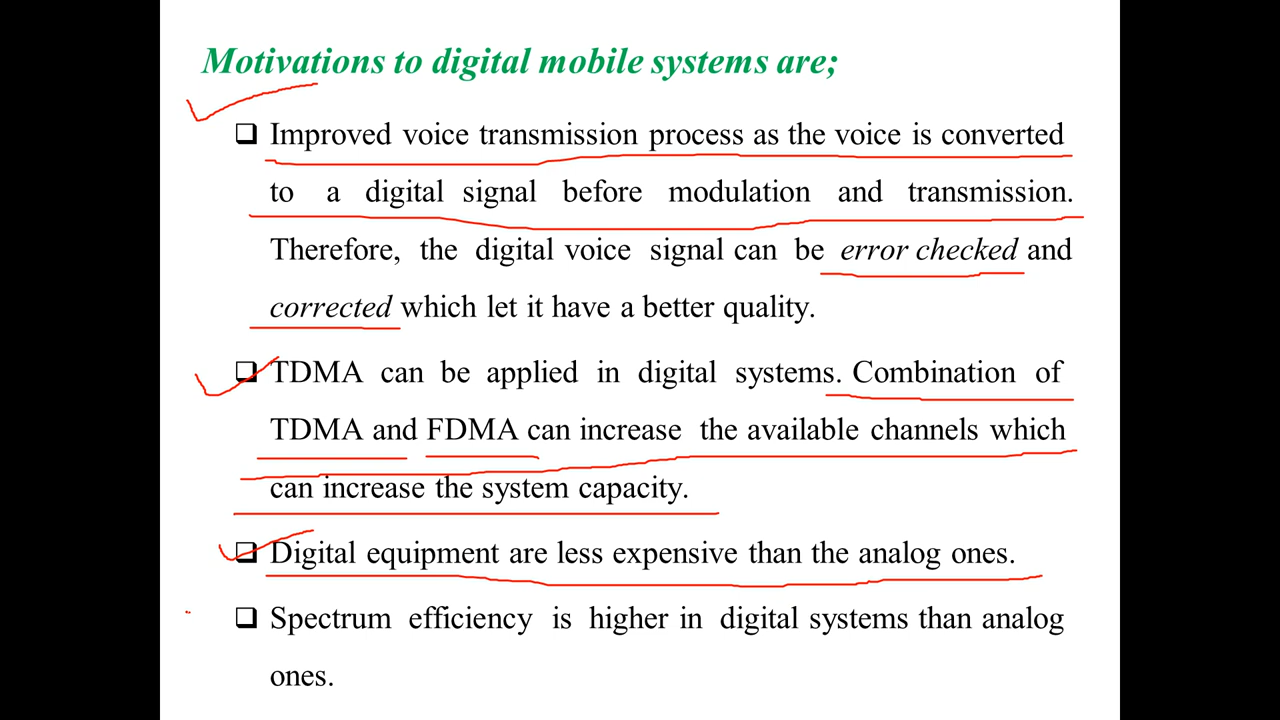 Motivations to digital mobile systems are;
❑ Improved voice transmission process as the voice is converted
to a digital signal before modulation and transmission.
Therefore, the digital voice signal can be error checked and
corrected which let it have a better quality.
❑ TDMA can be applied in digital systems. Combination of
TDMA and FDMA can increase the available channels which
can increase the system capacity.
❑ Digital equipment are less expensive than the analog ones.
❑ Spectrum efficiency is higher in digital systems than analog
ones.